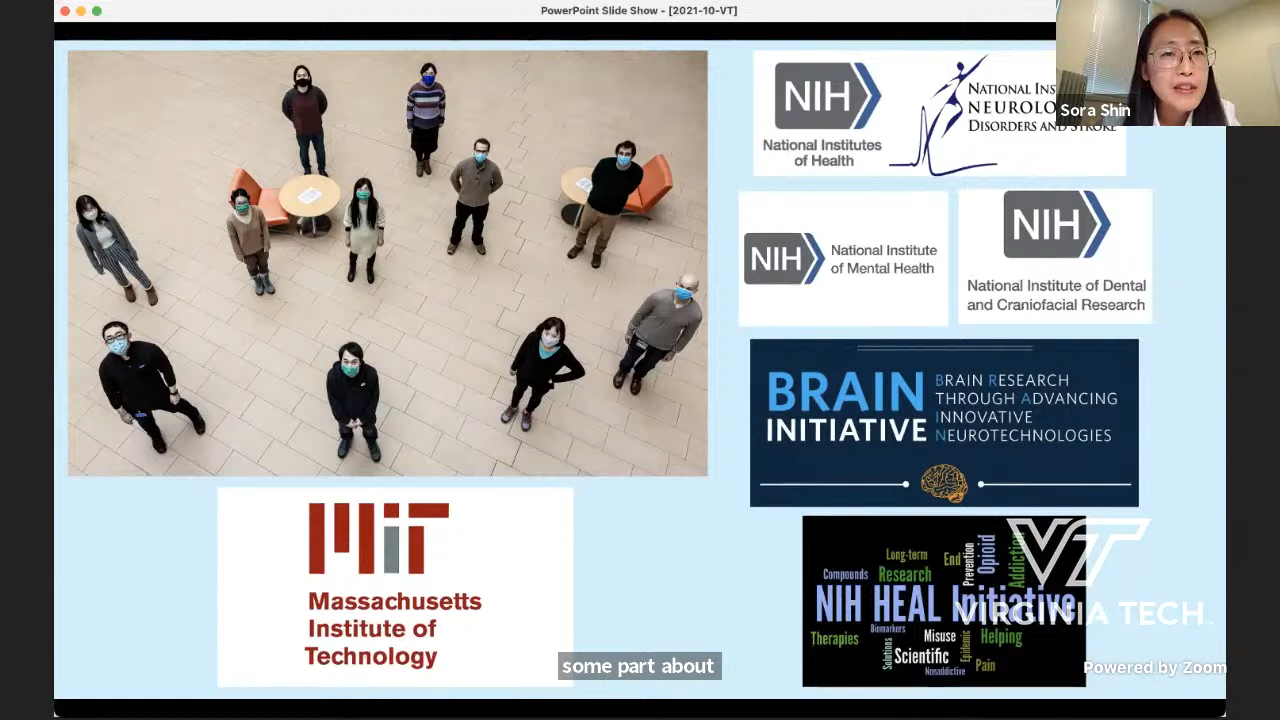 PowerPoint Slide Show - [2021-10-VT]
Sora Shin
NIH
National Institutes
of Health
NATIONAL INS
NEUROLO
DISORDERS AND STROKE
NIH
National Institute
of Mental Health
NIH
National Institute of Dental
and Craniofacial Research
BRAIN
INITIATIVE
BRAIN RESEARCH
THROUGH ADVANCING
INNOVATIVE
NEUROTECHNOLOGIES
MIT
Massachusetts
Institute of
Technology
Long-term
End
Prevention
Opioid
Addiction
Compounds
Research
NIH HEAL Initiative
Therapies
Biomarkers
Misuse
Epidemic
Helping
Solutions
Scientific
Pain
Nonaddictive
VT
VIRGINIA TECH
some part about
Powered by Zoom